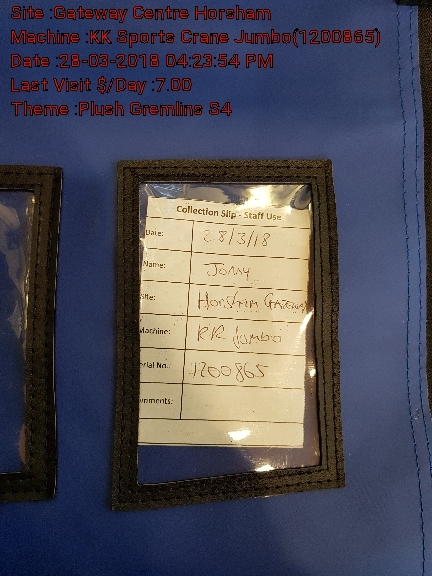 Site :Gateway Centre Horsham
Machine :KK Sports Crane Jumbo(1200865)
Date :28-03-2018 04:23:54 PM
Last Visit $/Day :7.00
Theme :Plush Gremlins S4
Collection Slip - Staff Use
Date: 28/3/18
Name: Jonny
Site: Horsham Gateway
Machine: KK Jumbo
erial No.: 1200865
mments: